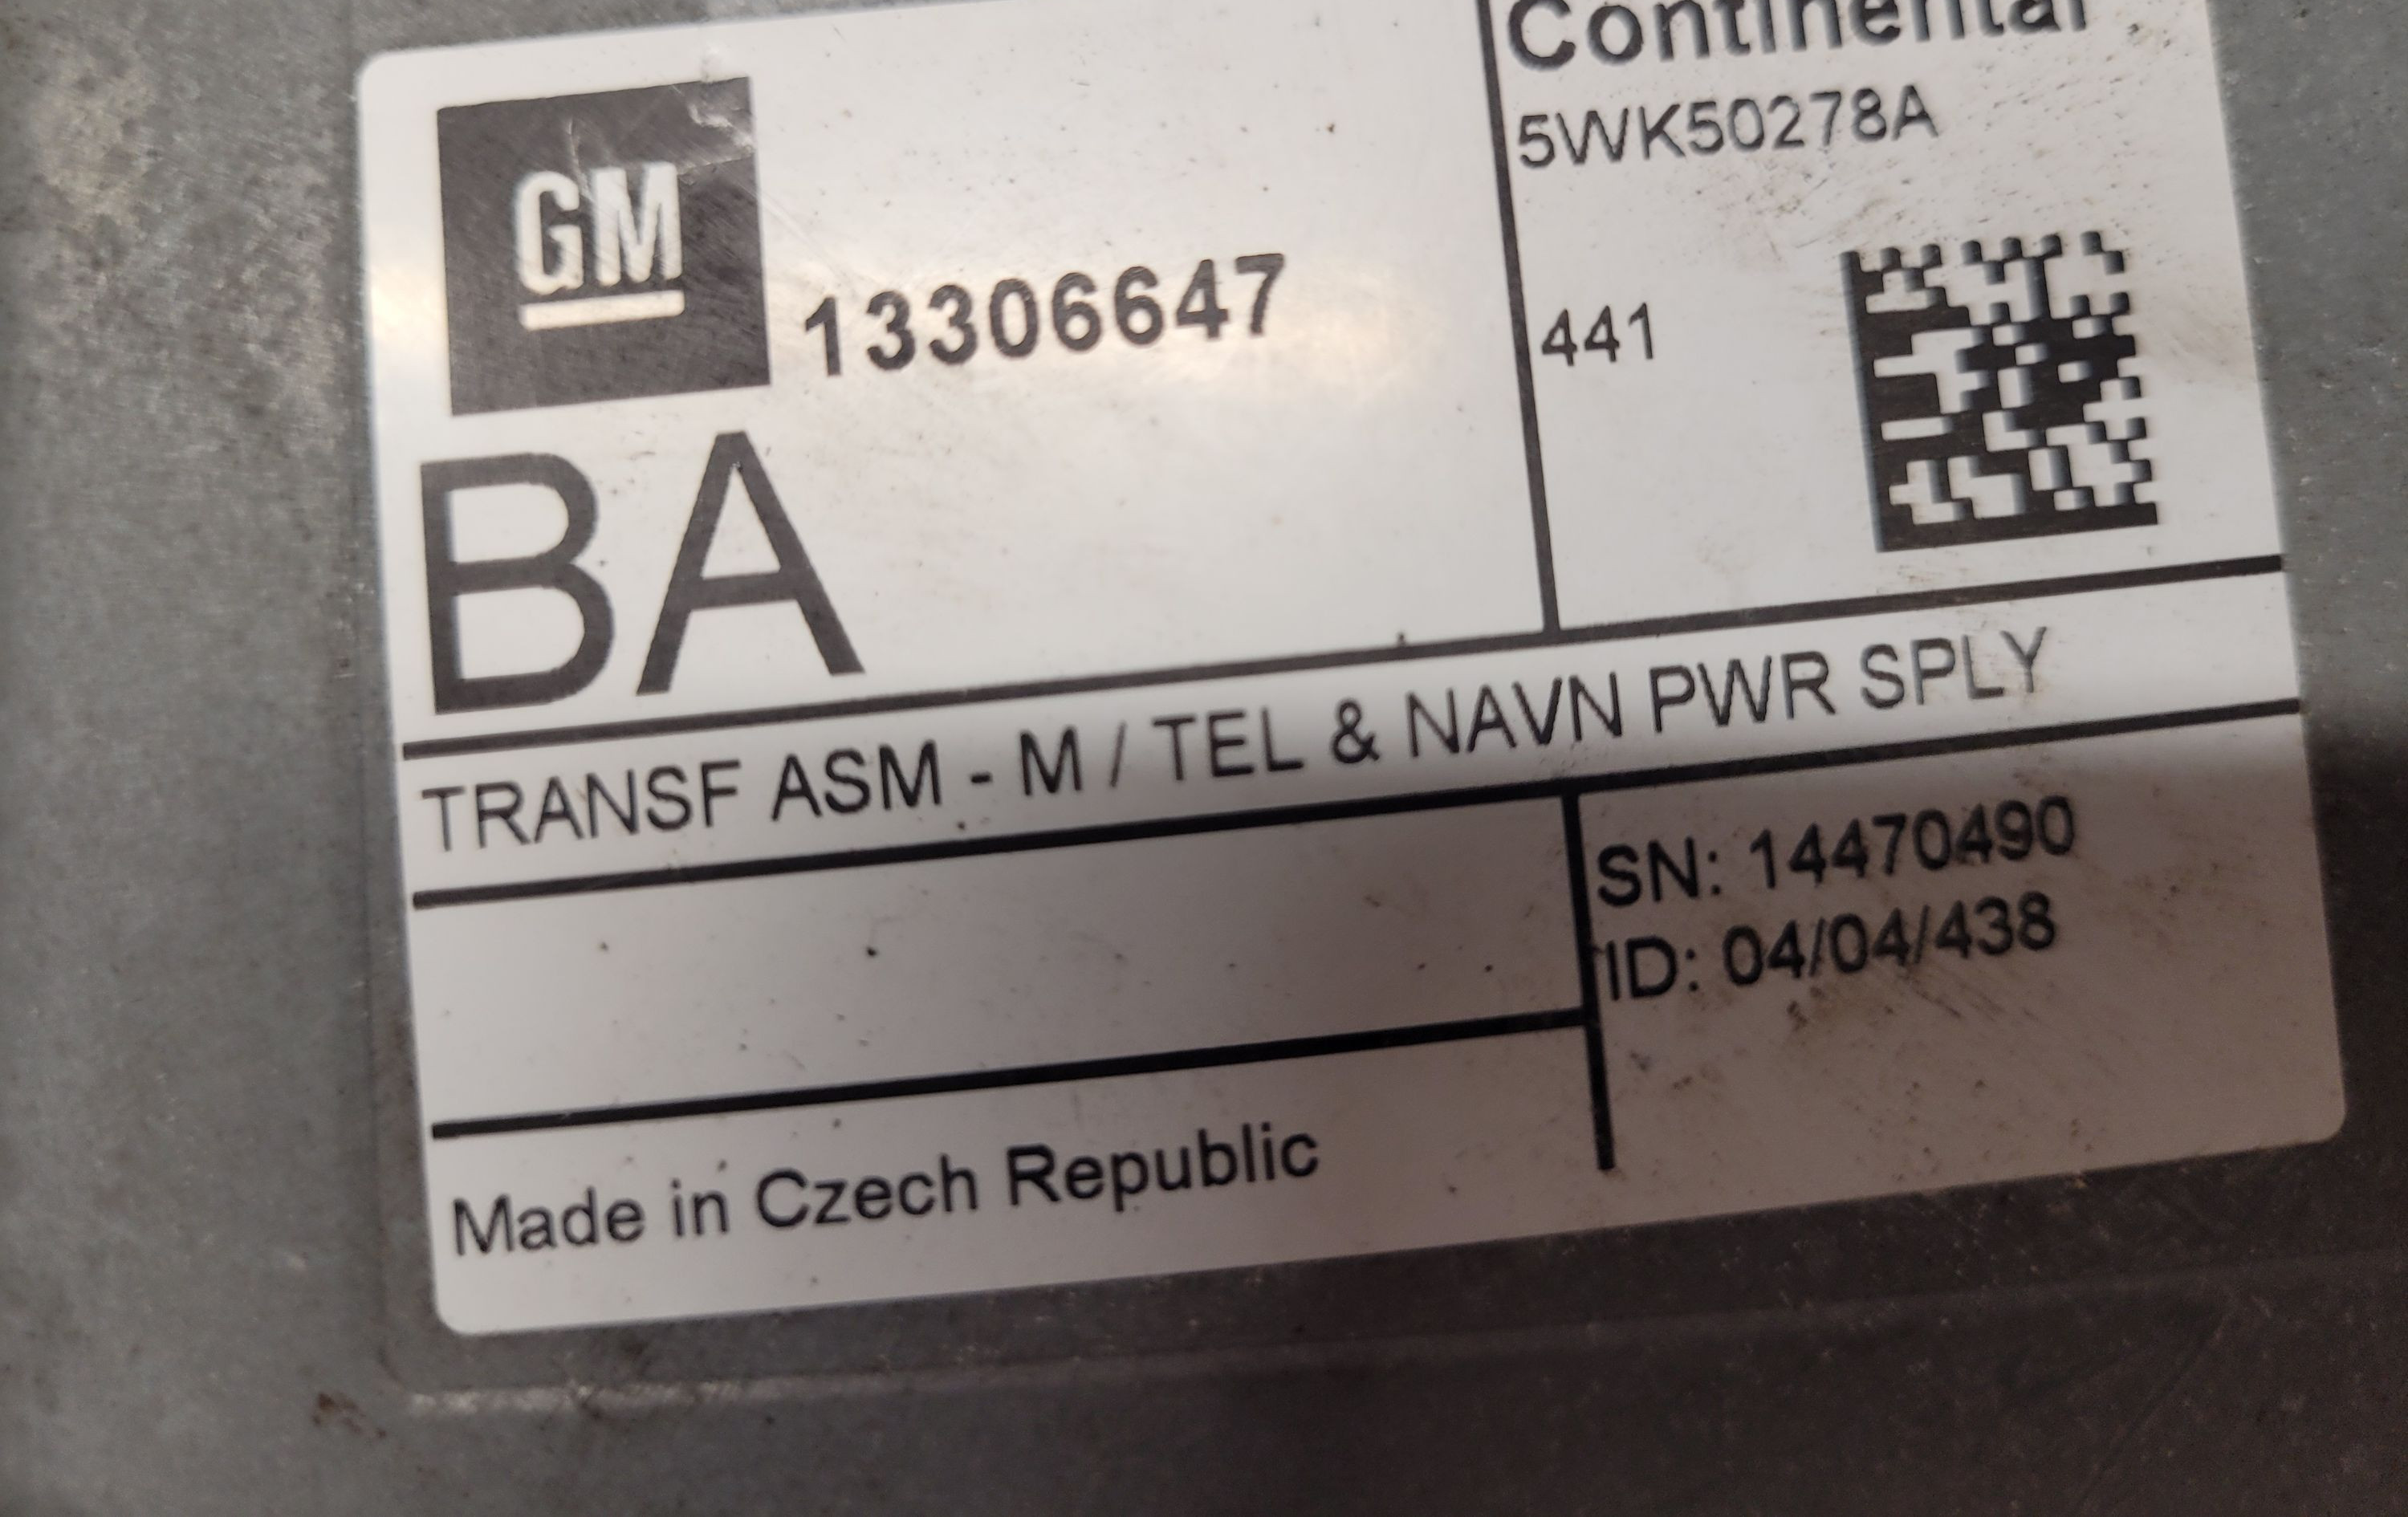 GM
13306647
BA
Continental
5WK50278A
441
TRANSF ASM - M / TEL & NAVN PWR SPLY
SN: 14470490
ID: 04/04/438
Made in Czech Republic